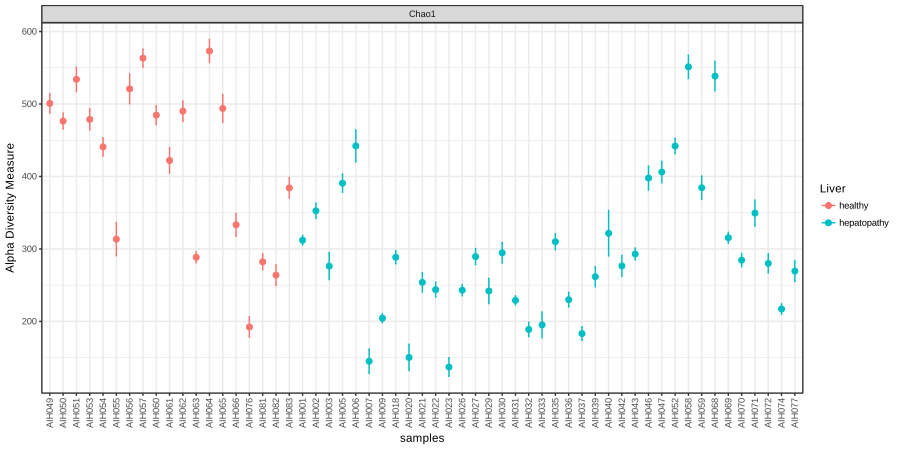 Chao1
Alpha Diversity Measure
600
500
400
300
200
AIH049 AIH050 AIH051 AIH053 AIH054 AIH055 AIH056 AIH057 AIH060 AIH061 AIH062 AIH063 AIH064 AIH065 AIH066 AIH076 AIH081 AIH082 AIH083 AIH001 AIH002 AIH003 AIH005 AIH006 AIH007 AIH009 AIH018 AIH020 AIH021 AIH022 AIH023 AIH026 AIH027 AIH029 AIH030 AIH031 AIH032 AIH033 AIH035 AIH036 AIH037 AIH039 AIH040 AIH042 AIH043 AIH046 AIH047 AIH052 AIH058 AIH059 AIH068 AIH069 AIH070 AIH071 AIH072 AIH074 AIH077
samples
Liver
healthy
hepatopathy